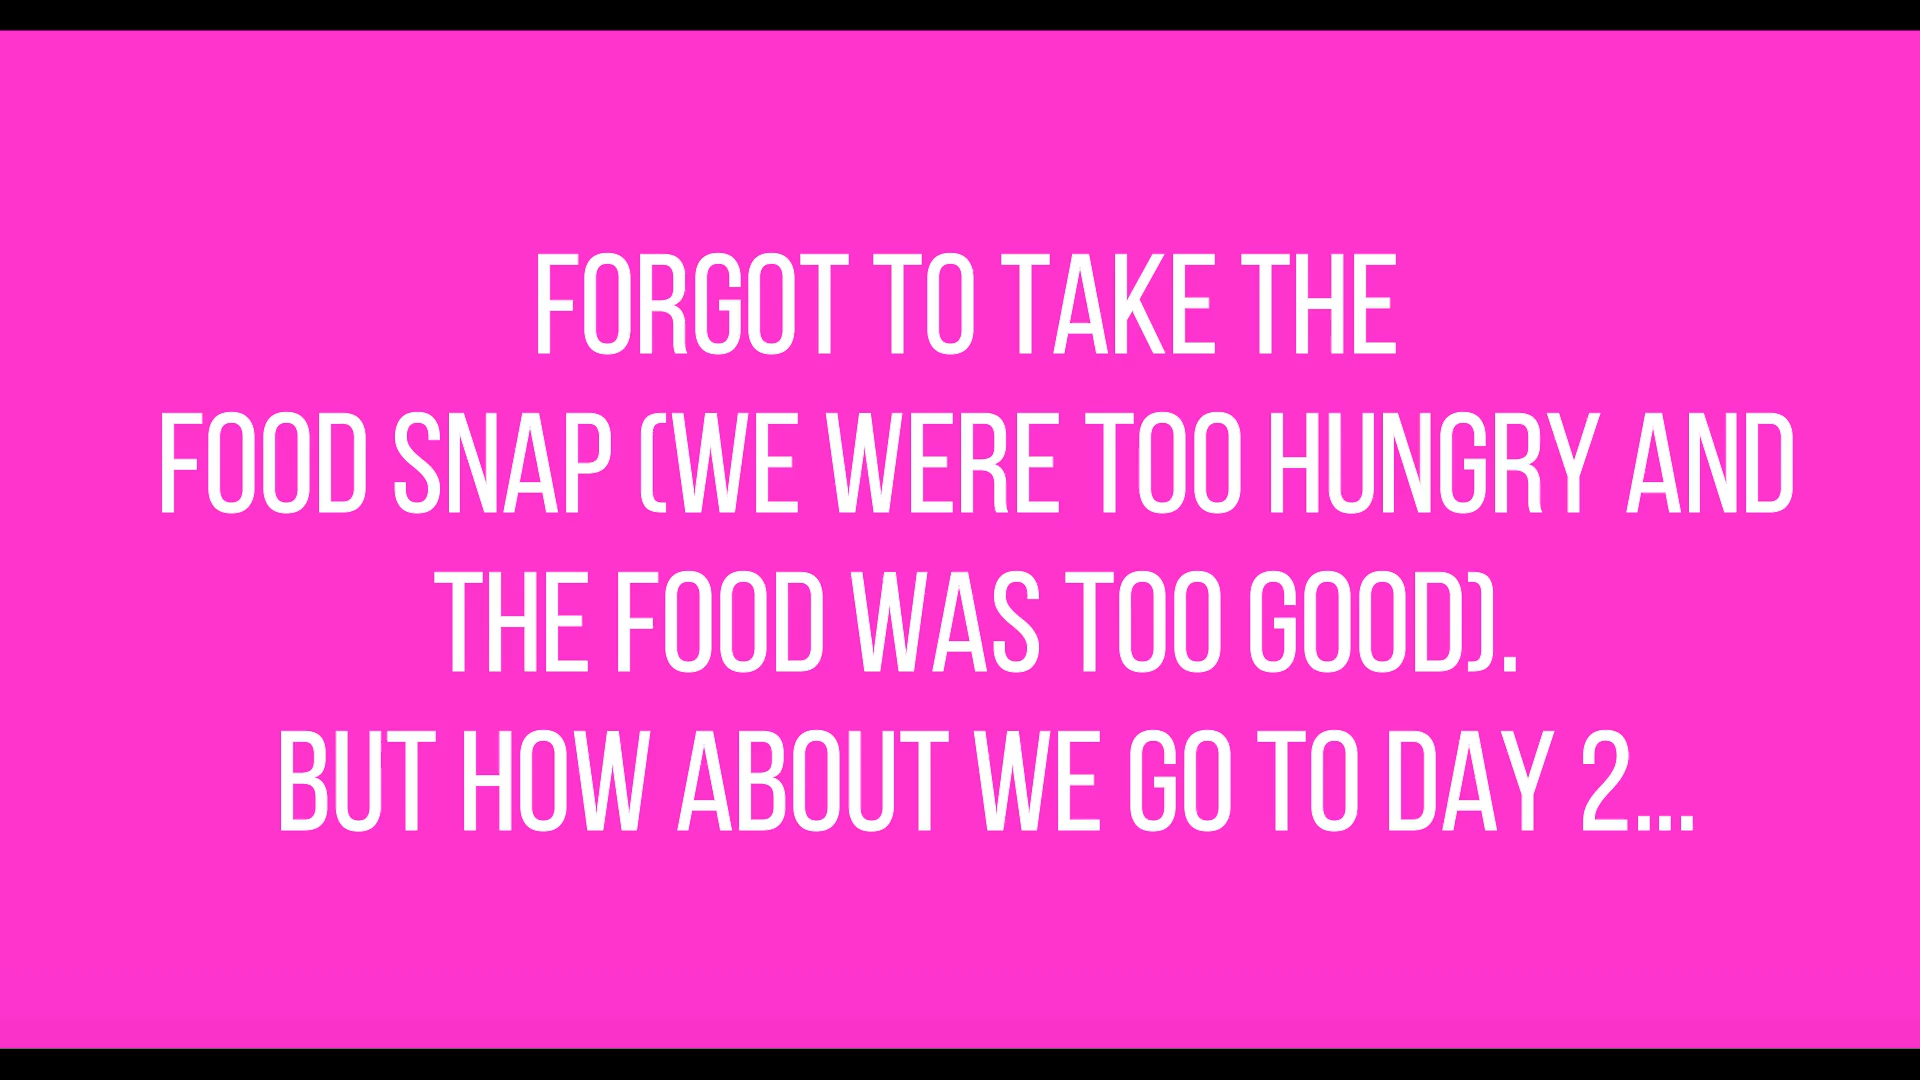 FORGOT TO TAKE THE
FOOD SNAP (WE WERE TOO HUNGRY AND
THE FOOD WAS TOO GOOD).
BUT HOW ABOUT WE GO TO DAY 2...